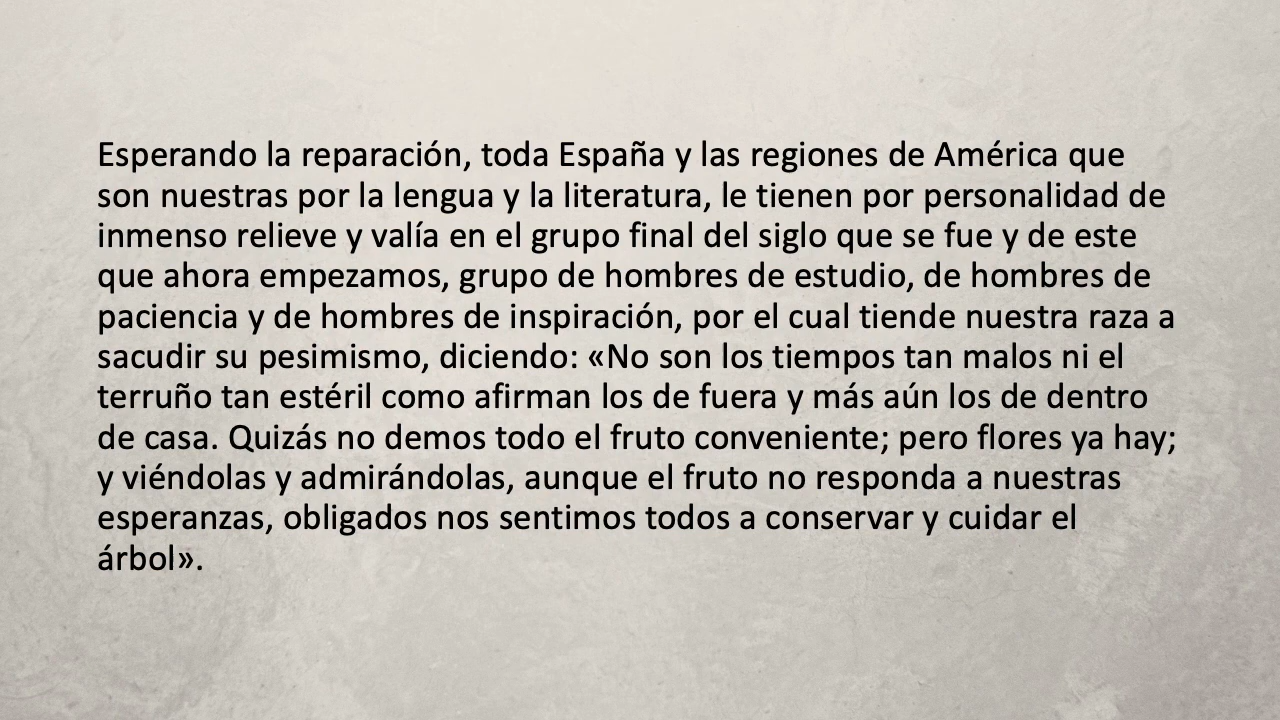 Esperando la reparación, toda España y las regiones de América que
son nuestras por la lengua y la literatura, le tienen por personalidad de
inmenso relieve y valía en el grupo final del siglo que se fue y de este
que ahora empezamos, grupo de hombres de estudio, de hombres de
paciencia y de hombres de inspiración, por el cual tiende nuestra raza a
sacudir su pesimismo, diciendo: «No son los tiempos tan malos ni el
terruño tan estéril como afirman los de fuera y más aún los de dentro
de casa. Quizás no demos todo el fruto conveniente; pero flores ya hay;
y viéndolas y admirándolas, aunque el fruto no responda a nuestras
esperanzas, obligados nos sentimos todos a conservar y cuidar el
árbol».